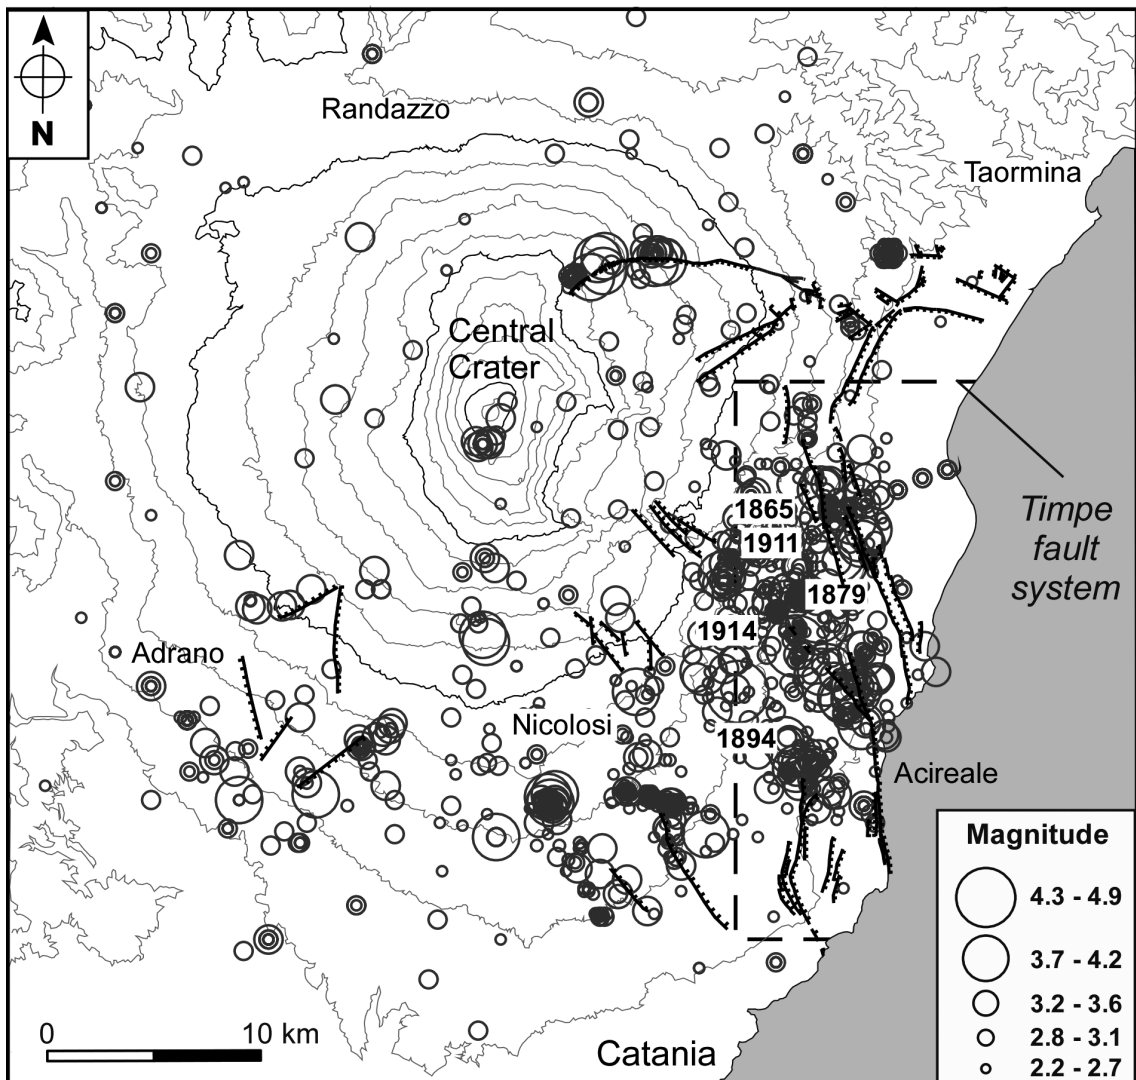 N
Randazzo
Taormina
Central
Crater
1865
1911
Timpe
fault
system
1879
1914
Adrano
Nicolosi
1894
Acireale
Magnitude
4.3 - 4.9
3.7 - 4.2
3.2 - 3.6
2.8 - 3.1
2.2 - 2.7
0 10 km
Catania